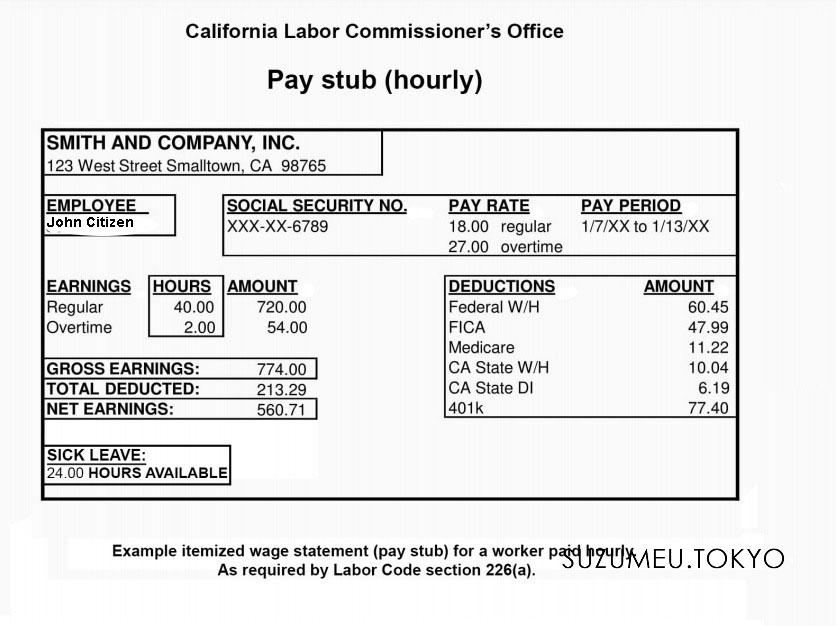 California Labor Commissioner's Office
Pay stub (hourly)
SMITH AND COMPANY, INC.
123 West Street Smalltown, CA 98765
EMPLOYEE SOCIAL SECURITY NO. PAY RATE PAY PERIOD
John Citizen XXX-XX-6789 18.00 regular 1/7/XX to 1/13/XX
27.00 overtime
EARNINGS HOURS AMOUNT DEDUCTIONS AMOUNT
Regular 40.00 720.00 Federal W/H 60.45
Overtime 2.00 54.00 FICA 47.99
Medicare 11.22
GROSS EARNINGS: 774.00 CA State W/H 10.04
TOTAL DEDUCTED: 213.29 CA State DI 6.19
NET EARNINGS: 560.71 401k 77.40
SICK LEAVE:
24.00 HOURS AVAILABLE
Example itemized wage statement (pay stub) for a worker paid hourly.
As required by Labor Code section 226(a).
SUZUMEU.TOKYO